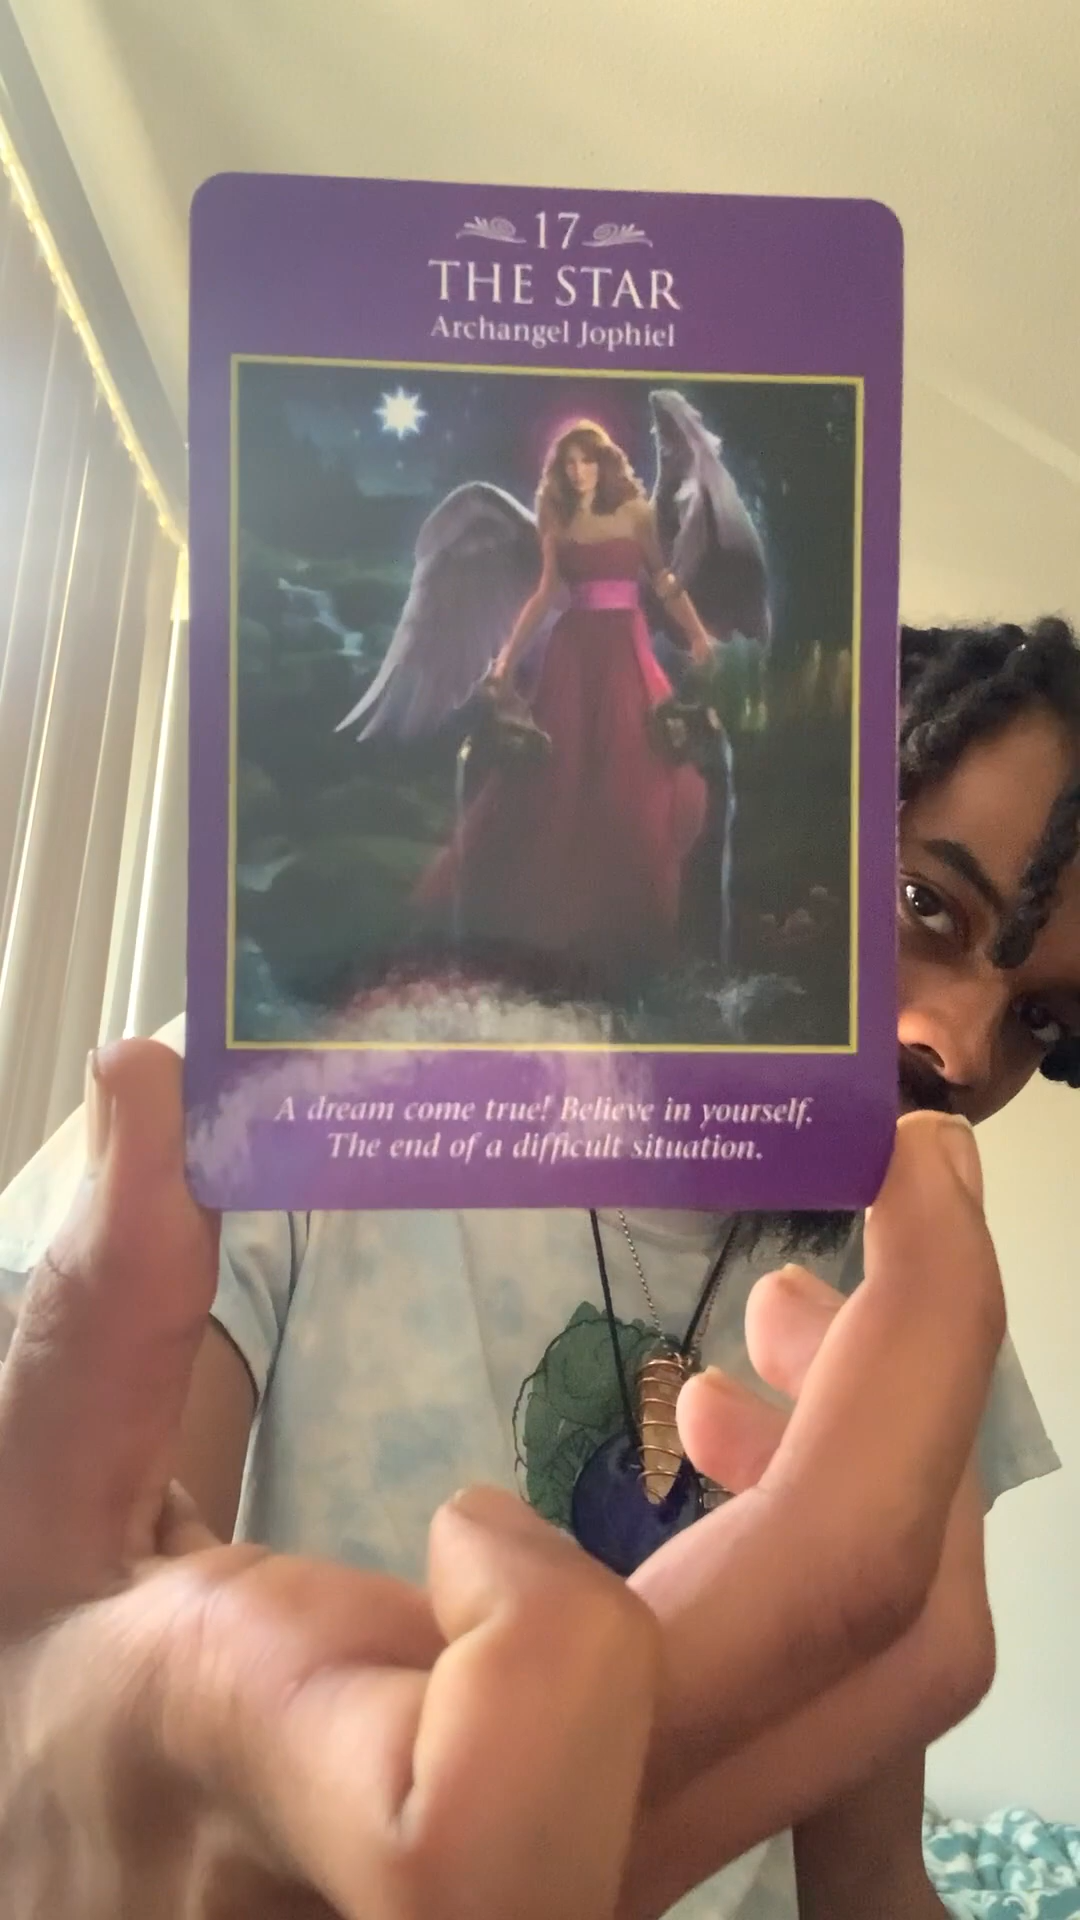 17
THE STAR
Archangel Jophiel
A dream come true! Believe in yourself.
The end of a difficult situation.